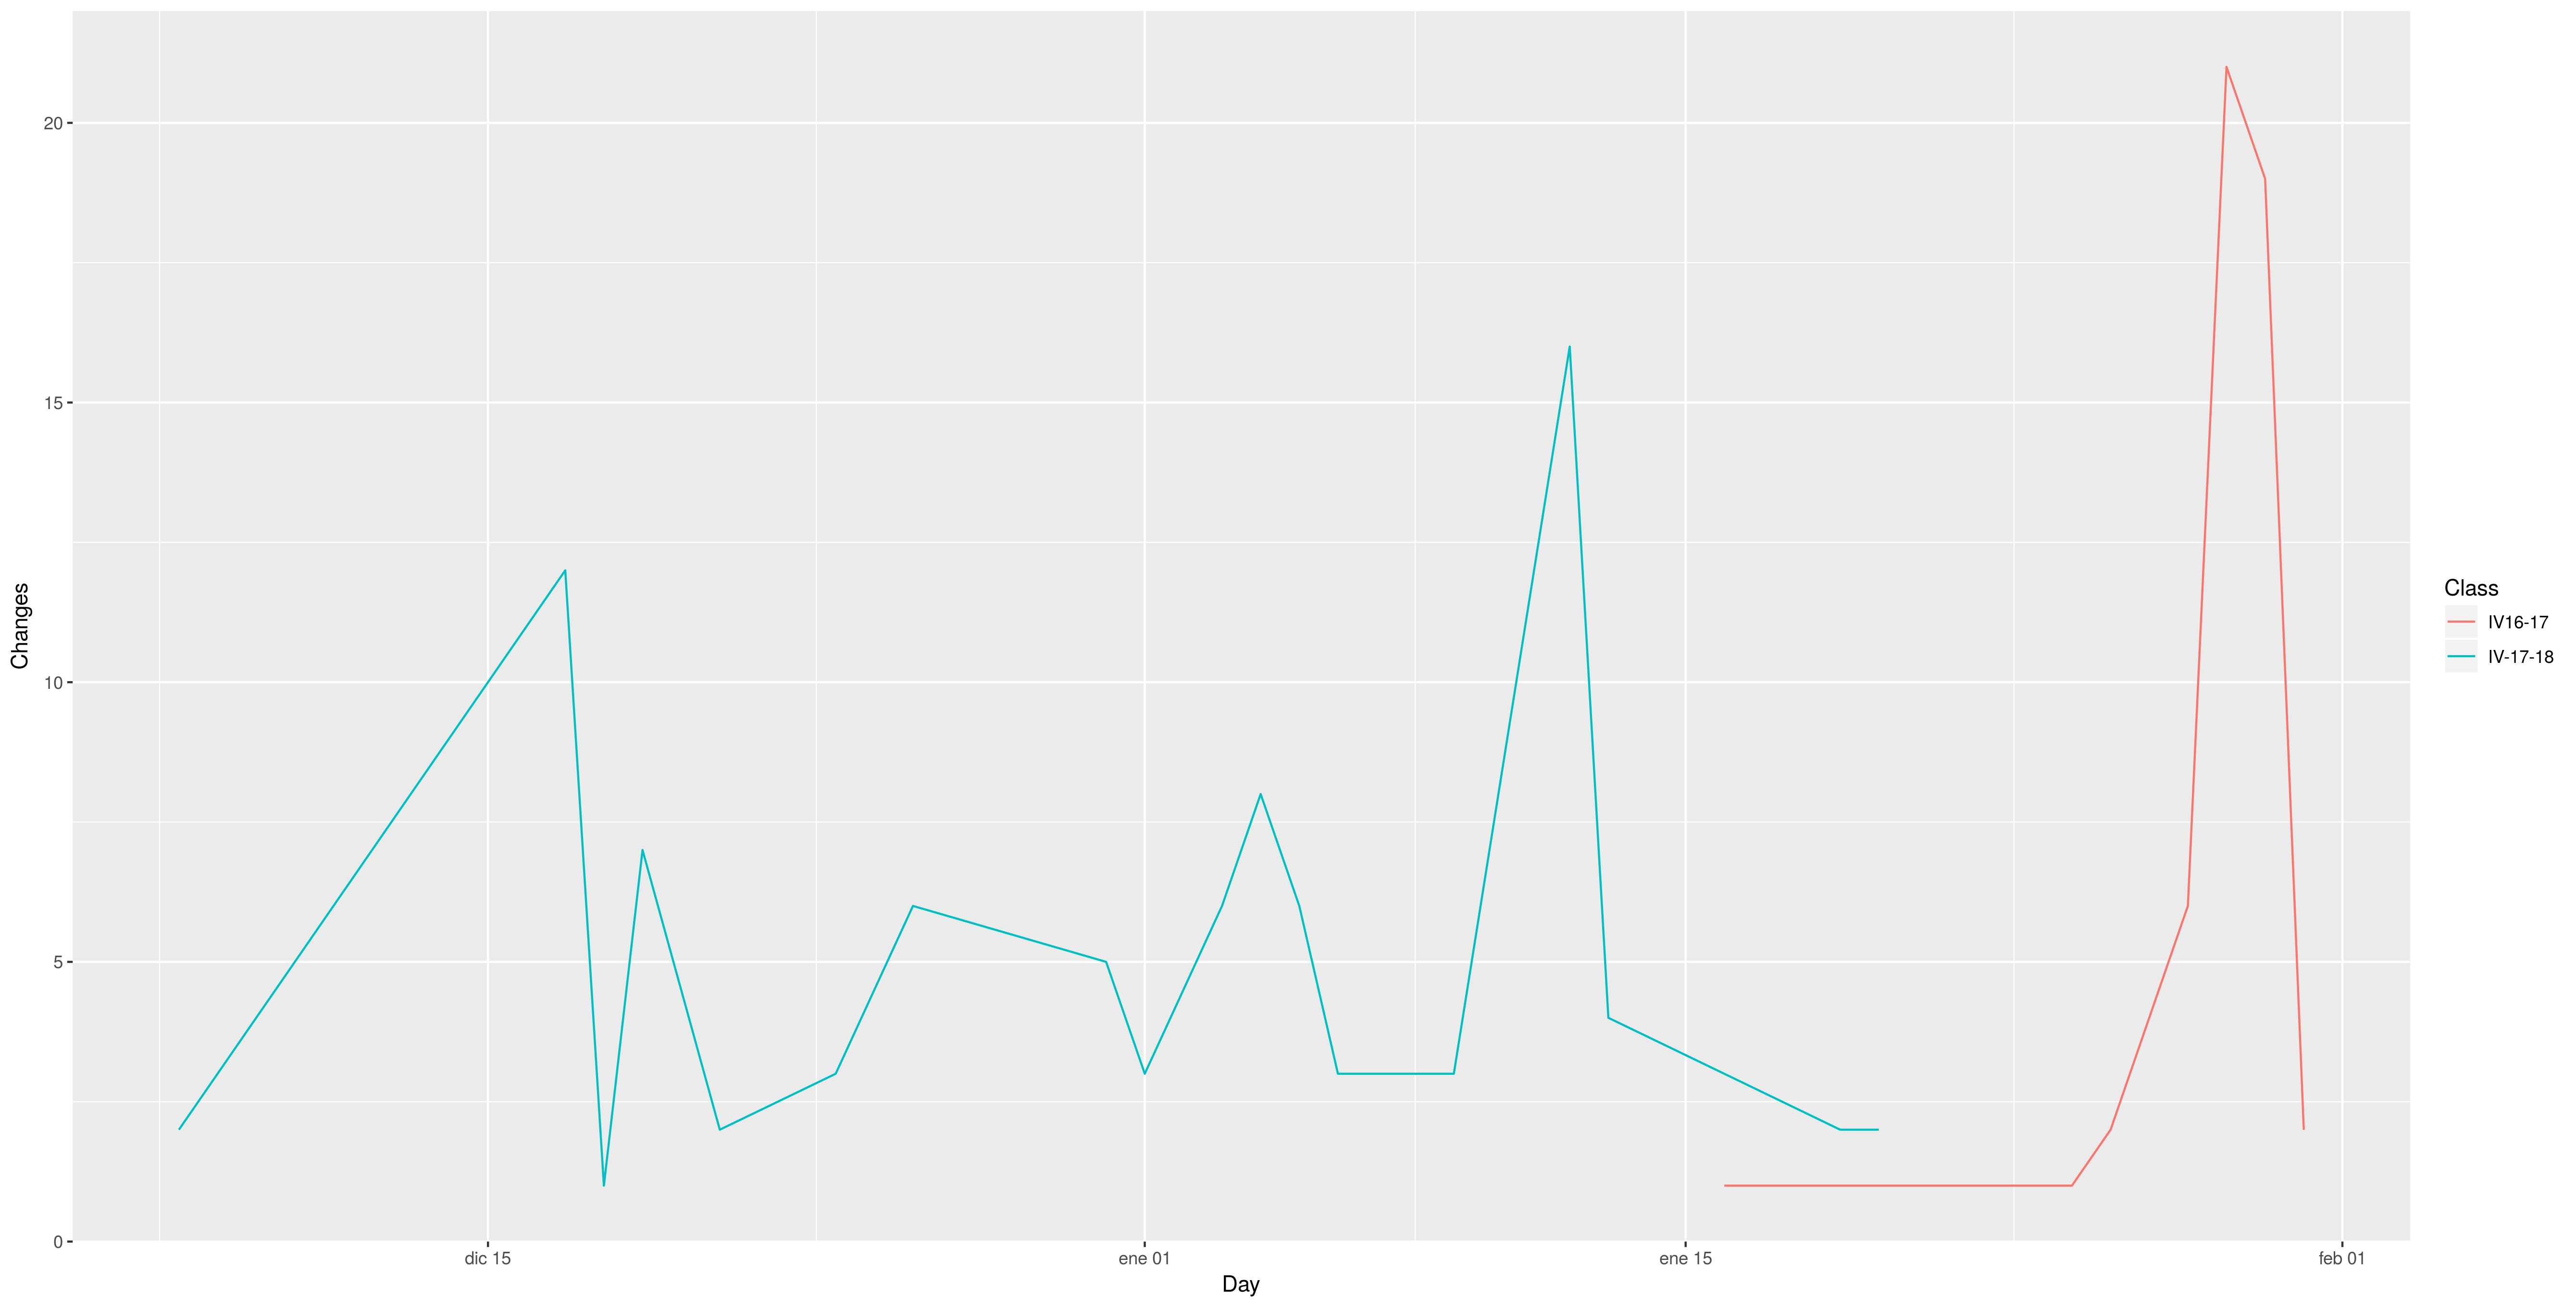 Changes
20
15
10
5
0
dic 15
ene 01
ene 15
feb 01
Day
Class
IV16-17
IV-17-18